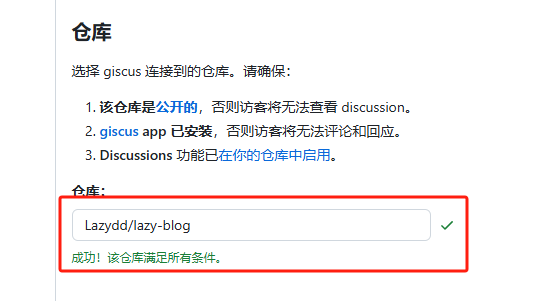 仓库
选择 giscus 连接到的仓库。请确保：
1. 该仓库是公开的，否则访客将无法查看 discussion。
2. giscus app 已安装，否则访客将无法评论和回应。
3. Discussions 功能已在你的仓库中启用。
仓库：
Lazydd/lazy-blog
成功！该仓库满足所有条件。